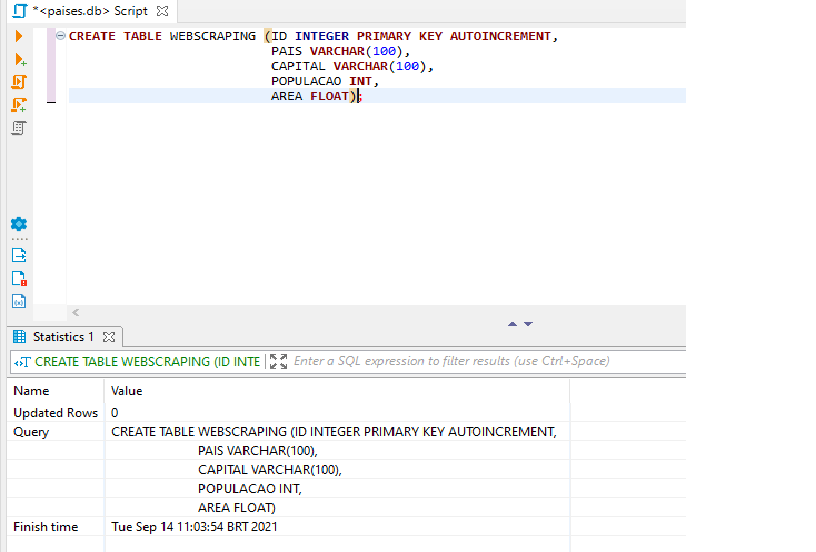 *<paises.db> Script
CREATE TABLE WEBSCRAPING (ID INTEGER PRIMARY KEY AUTOINCREMENT,
PAIS VARCHAR(100),
CAPITAL VARCHAR(100),
POPULACAO INT,
AREA FLOAT);
Statistics 1
CREATE TABLE WEBSCRAPING (ID INTE
Enter a SQL expression to filter results (use Ctrl+Space)
Name Value
Updated Rows 0
Query CREATE TABLE WEBSCRAPING (ID INTEGER PRIMARY KEY AUTOINCREMENT,
PAIS VARCHAR(100),
CAPITAL VARCHAR(100),
POPULACAO INT,
AREA FLOAT)
Finish time Tue Sep 14 11:03:54 BRT 2021